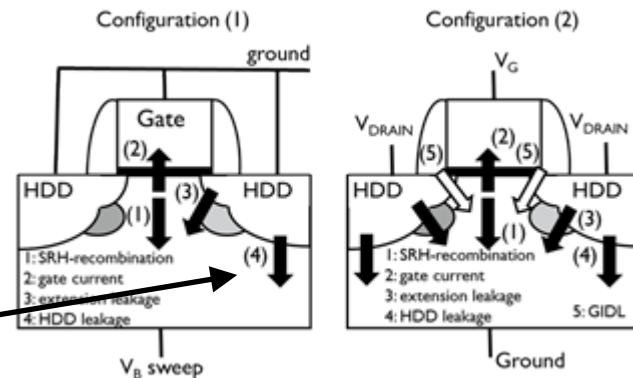 Configuration (1)
ground
Gate
(2)
HDD
HDD
(3)
(1)
(4)
1: SRH-recombination
2: gate current
3: extension leakage
4: HDD leakage
V_B sweep
Configuration (2)
V_G
V_DRAIN
V_DRAIN
(2)
(5)
(5)
HDD
HDD
(3)
(1)
(4)
1: SRH-recombination
2: gate current
3: extension leakage
4: HDD leakage
5: GIDL
Ground